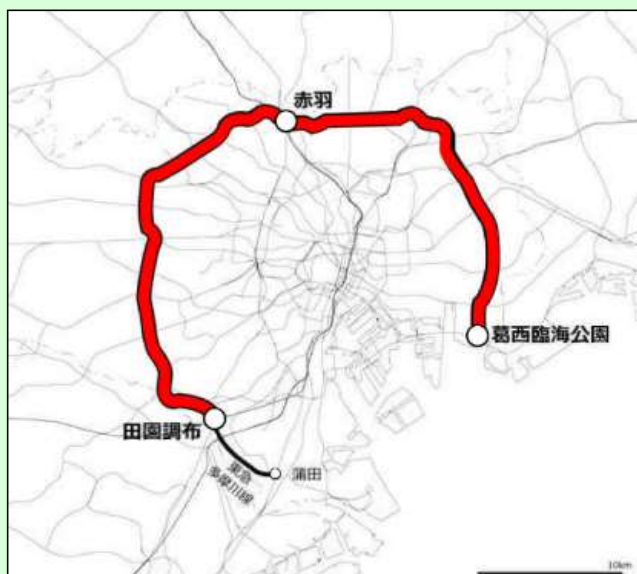 赤羽
葛西臨海公園
田園調布
東急
多摩川線
蒲田
10km